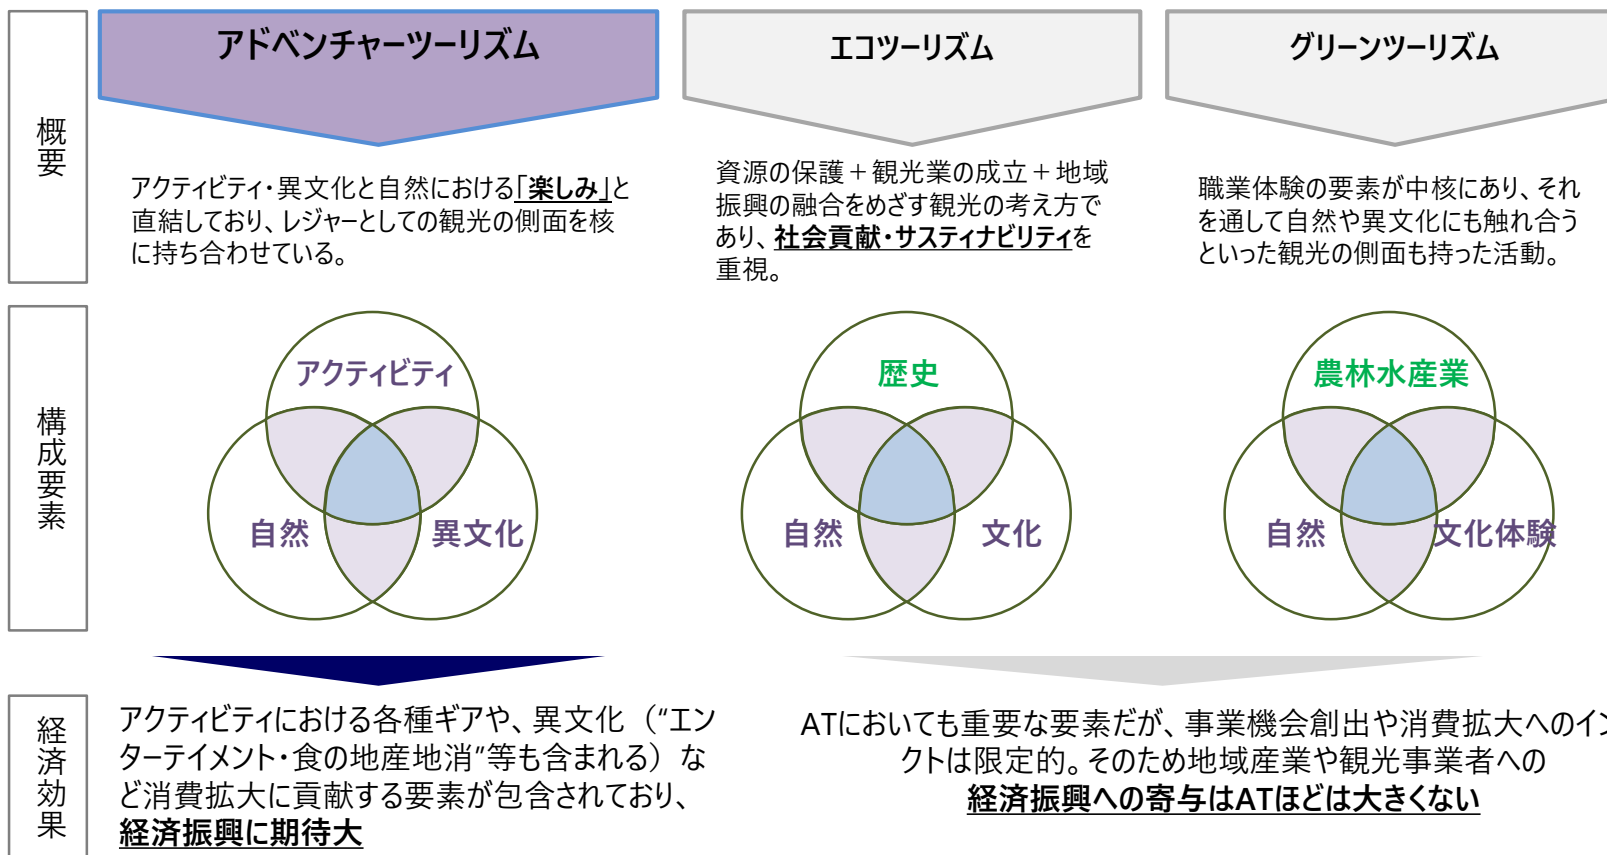 概要
アドベンチャーツーリズム
エコツーリズム
グリーンツーリズム
アクティビティ・異文化と自然における「楽しみ」と
直結しており、レジャーとしての観光の側面を核
に持ち合わせている。
資源の保護＋観光業の成立＋地域
振興の融合をめざす観光の考え方で
あり、社会貢献・サスティナビリティを
重視。
職業体験の要素が中核にあり、それ
を通して自然や異文化にも触れ合う
といった観光の側面も持った活動。
構成要素
アクティビティ
自然
異文化
歴史
自然
文化
農林水産業
自然
文化体験
経済効果
アクティビティにおける各種ギアや、異文化（“エン
ターテイメント・食の地産地消”等も含まれる）な
ど消費拡大に貢献する要素が包含されており、
経済振興に期待大
ATにおいても重要な要素だが、事業機会創出や消費拡大へのイン
クトは限定的。そのため地域産業や観光事業者への
経済振興への寄与はATほどは大きくない